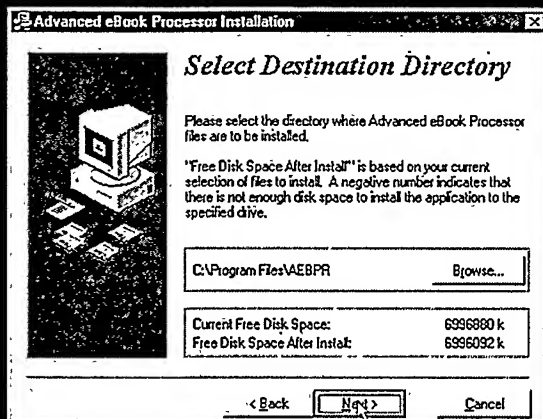 Advanced eBook Processor Installation
Select Destination Directory
Please select the directory where Advanced eBook Processor
files are to be installed.
"Free Disk Space After Install" is based on your current
selection of files to install. A negative number indicates that
there is not enough disk space to install the application to the
specified drive.
C:\Program Files\AEBPR
Browse...
Current Free Disk Space: 6996880 k
Free Disk Space After Install: 6996092 k
< Back Next > Cancel